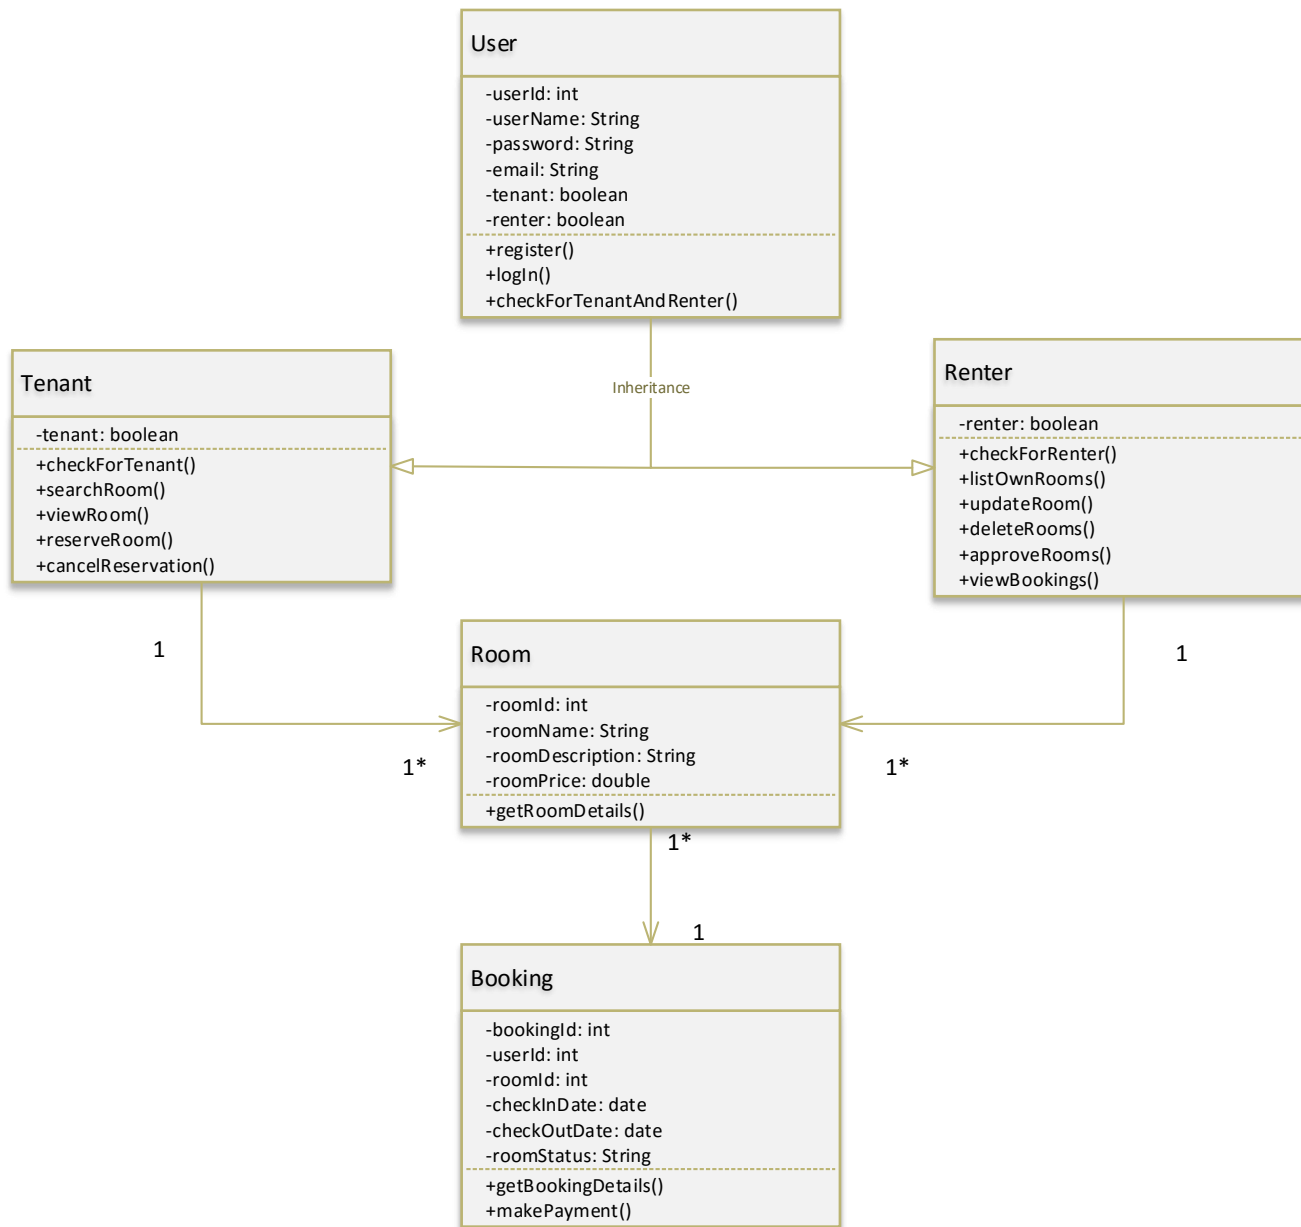 User
-userId: int
-userName: String
-password: String
-email: String
-tenant: boolean
-renter: boolean
+register()
+logIn()
+checkForTenantAndRenter()
Inheritance
Tenant
-tenant: boolean
+checkForTenant()
+searchRoom()
+viewRoom()
+reserveRoom()
+cancelReservation()
Renter
-renter: boolean
+checkForRenter()
+listOwnRooms()
+updateRoom()
+deleteRooms()
+approveRooms()
+viewBookings()
1
1
Room
-roomId: int
-roomName: String
-roomDescription: String
-roomPrice: double
+getRoomDetails()
1*
1*
1*
1
Booking
-bookingId: int
-userId: int
-roomId: int
-checkInDate: date
-checkOutDate: date
-roomStatus: String
+getBookingDetails()
+makePayment()